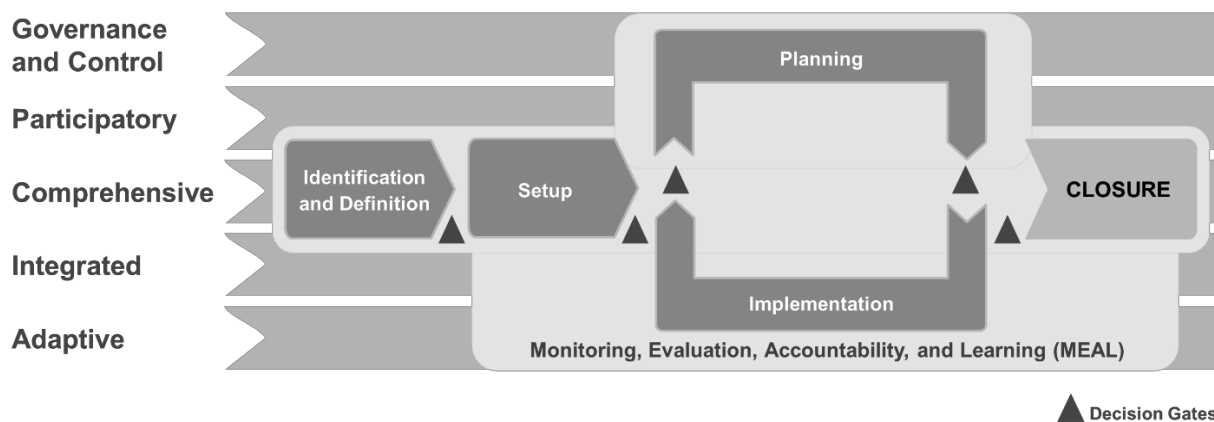 Governance
and Control
Participatory
Comprehensive
Integrated
Adaptive
Planning
Identification
and Definition
Setup
CLOSURE
Implementation
Monitoring, Evaluation, Accountability, and Learning (MEAL)
Decision Gates